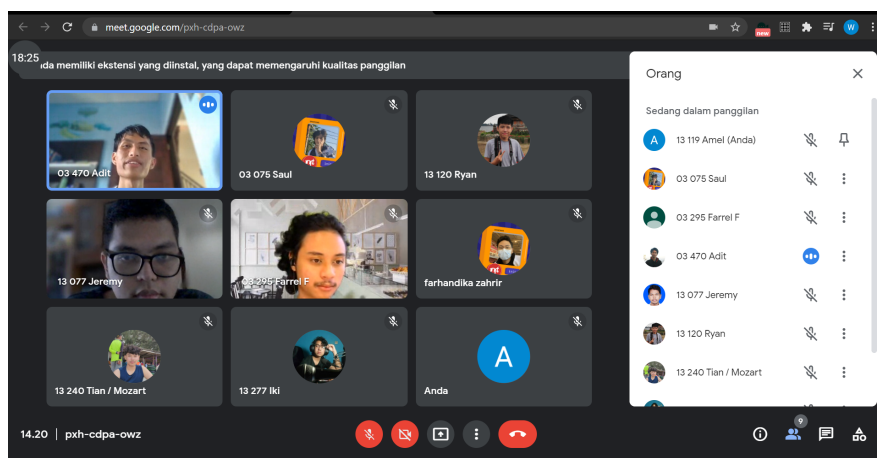 meet.google.com/pxh-cdpa-owz
new
W
18:25
da memiliki ekstensi yang diinstal, yang dapat memengaruhi kualitas panggilan
03 470 Adit
03 075 Saul
13 120 Ryan
13 077 Jeremy
03 295 Farrel F
farhandika zahrir
13 240 Tian / Mozart
13 277 Iki
A
Anda
Orang
Sedang dalam panggilan
A
13 119 Amel (Anda)
03 075 Saul
03 295 Farrel F
03 470 Adit
13 077 Jeremy
13 120 Ryan
13 240 Tian / Mozart
14.20 | pxh-cdpa-owz
9